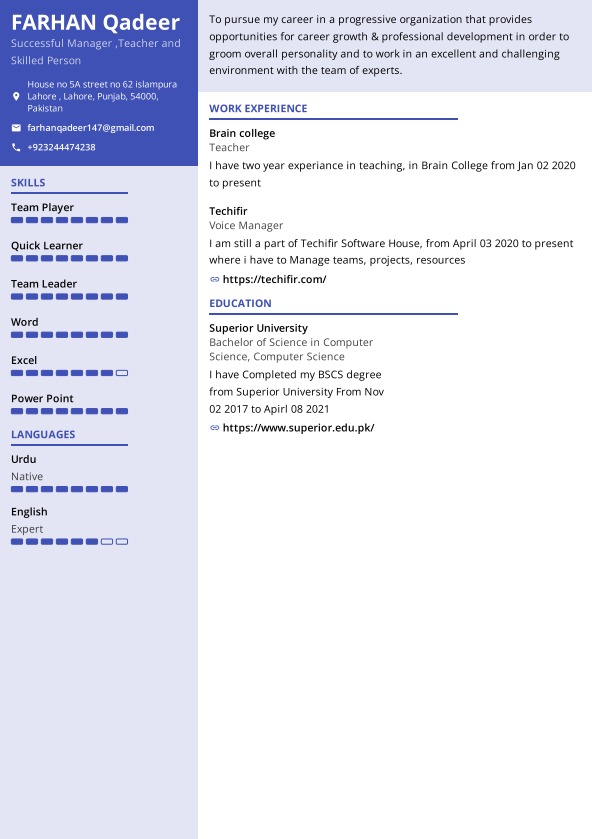 FARHAN Qadeer
Successful Manager ,Teacher and
Skilled Person
House no 5A street no 62 islampura
Lahore , Lahore, Punjab, 54000,
Pakistan
farhanqadeer147@gmail.com
+923244474238
SKILLS
Team Player
Quick Learner
Team Leader
Word
Excel
Power Point
LANGUAGES
Urdu
Native
English
Expert
To pursue my career in a progressive organization that provides
opportunities for career growth & professional development in order to
groom overall personality and to work in an excellent and challenging
environment with the team of experts.
WORK EXPERIENCE
Brain college
Teacher
I have two year experiance in teaching, in Brain College from Jan 02 2020
to present
Techifir
Voice Manager
I am still a part of Techifir Software House, from April 03 2020 to present
where i have to Manage teams, projects, resources
https://techifir.com/
EDUCATION
Superior University
Bachelor of Science in Computer
Science, Computer Science
I have Completed my BSCS degree
from Superior University From Nov
02 2017 to Apirl 08 2021
https://www.superior.edu.pk/